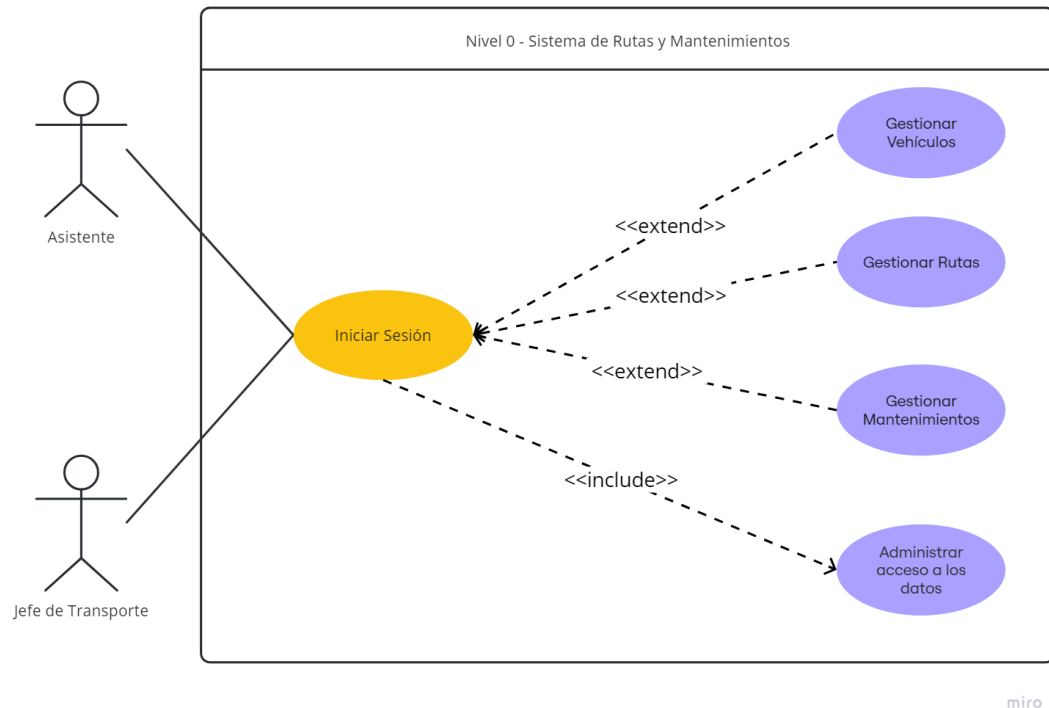 Nivel 0 - Sistema de Rutas y Mantenimientos
Asistente
Jefe de Transporte
Iniciar Sesión
<<extend>>
<<extend>>
<<extend>>
<<include>>
Gestionar
Vehículos
Gestionar Rutas
Gestionar
Mantenimientos
Administrar
acceso a los
datos
miro